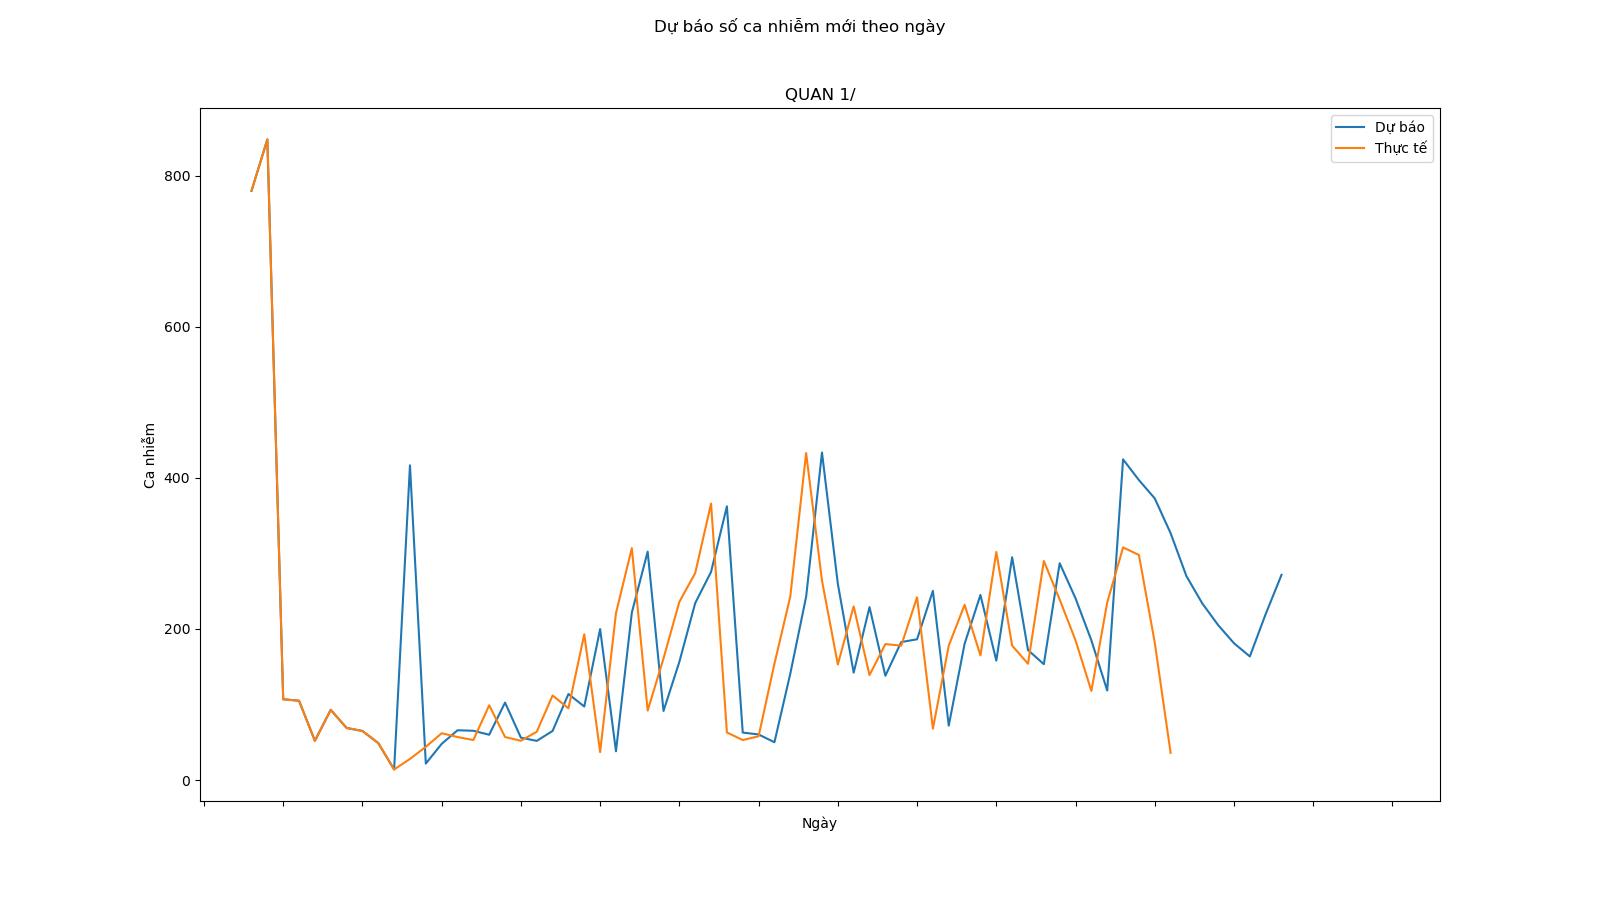 Dự báo số ca nhiễm mới theo ngày
QUAN 1/
Dự báo
Thực tế
800
600
400
200
0
Ca nhiễm
Ngày